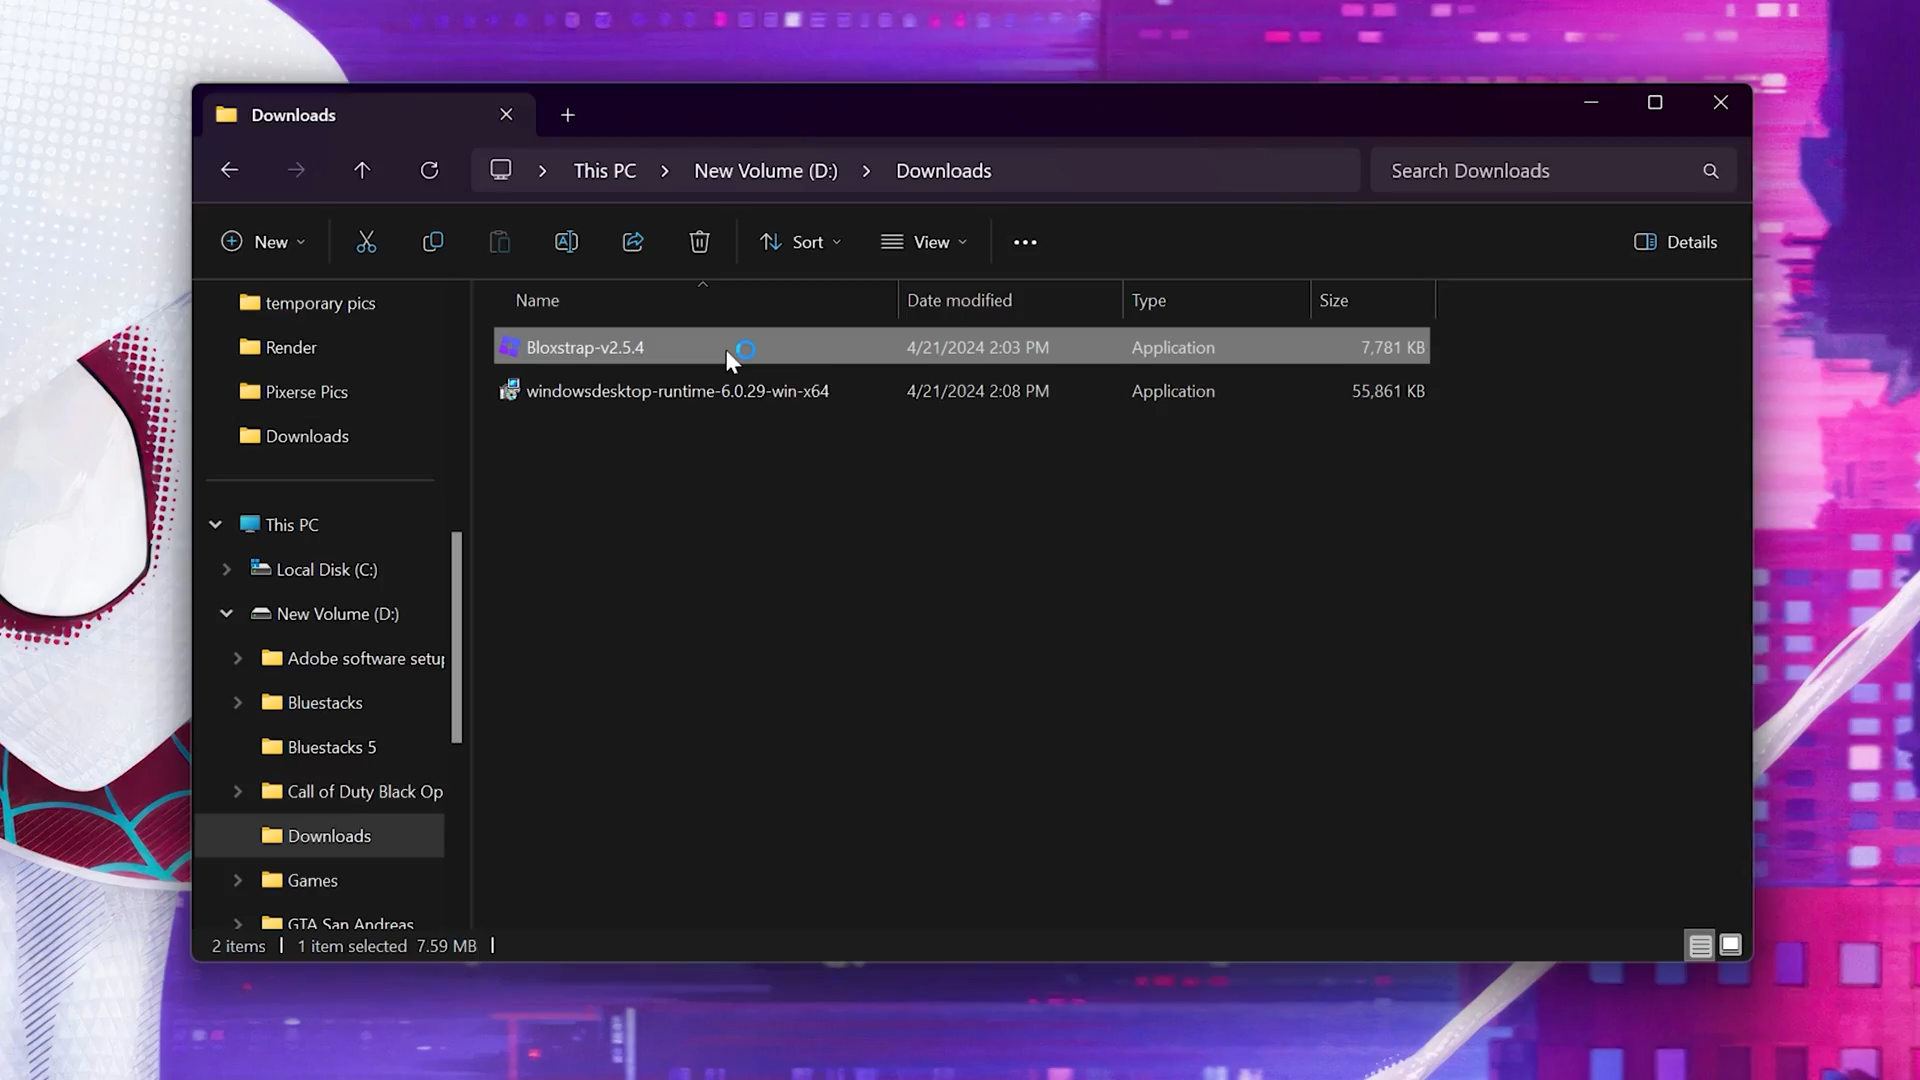 Downloads
This PC
New Volume (D:)
Downloads
Search Downloads
New
Sort
View
Details
temporary pics
Render
Pixerse Pics
Downloads
This PC
Local Disk (C:)
New Volume (D:)
Adobe software setup
Bluestacks
Bluestacks 5
Call of Duty Black Op
Downloads
Games
GTA San Andreas
Name Date modified Type Size
Bloxstrap-v2.5.4 4/21/2024 2:03 PM Application 7,781 KB
windowsdesktop-runtime-6.0.29-win-x64 4/21/2024 2:08 PM Application 55,861 KB
2 items 1 item selected 7.59 MB